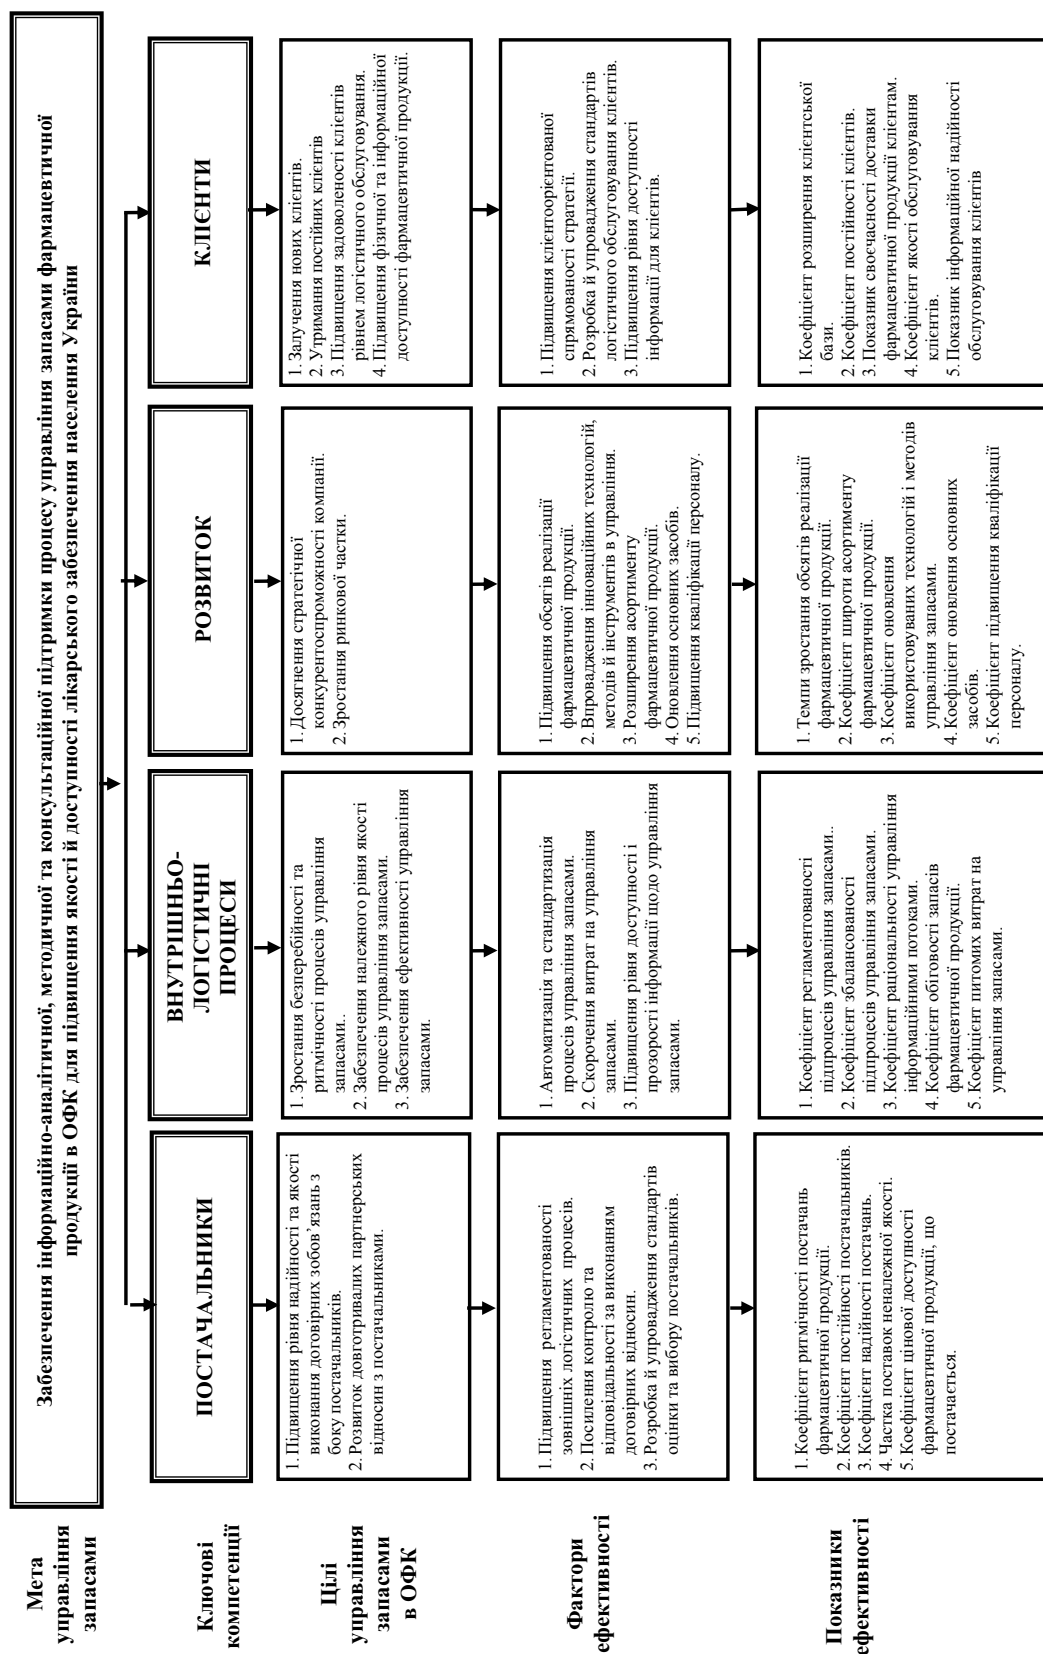 Мета
управління
запасами
Забезпечення інформаційно-аналітичної, методичної та консультаційної підтримки процесу управління запасами фармацевтичної
продукції в ОФК для підвищення якості й доступності лікарського забезпечення населення України
Ключові
компетенції
ПОСТАЧАЛЬНИКИ
ВНУТРІШНЬО-
ЛОГІСТИЧНІ
ПРОЦЕСИ
РОЗВИТОК
КЛІЄНТИ
Цілі
управління
запасами
в ОФК
1. Підвищення рівня надійності та якості
виконання договірних зобов’язань з
боку постачальників.
2. Розвиток довготривалих партнерських
відносин з постачальниками.
1. Зростання безперебійності та
ритмічності процесів управління
запасами..
2. Забезпечення належного рівня якості
процесів управління запасами.
3. Забезпечення ефективності управління
запасами.
1. Досягнення стратегічної
конкурентоспроможності компанії.
2. Зростання ринкової частки.
1. Залучення нових клієнтів.
2. Утримання постійних клієнтів
3. Підвищення задоволеності клієнтів
рівнем логістичного обслуговування.
4. Підвищення фізичної та інформаційної
доступності фармацевтичної продукції.
Фактори
ефективності
1. Підвищення регламентованості
зовнішніх логістичних процесів.
2. Посилення контролю та
відповідальності за виконанням
договірних відносин.
3. Розробка й упровадження стандартів
оцінки та вибору постачальників.
1. Автоматизація та стандартизація
процесів управління запасами.
2. Скорочення витрат на управління
запасами.
3. Підвищення рівня доступності і
прозорості інформації щодо управління
запасами.
1. Підвищення обсягів реалізації
фармацевтичної продукції.
2. Впровадження інноваційних технологій,
методів й інструментів в управління.
3. Розширення асортименту
фармацевтичної продукції.
4. Оновлення основних засобів.
5. Підвищення кваліфікації персоналу.
1. Підвищення клієнтоорієнтованої
спрямованості стратегії.
2. Розробка й упровадження стандартів
логістичного обслуговування клієнтів.
3. Підвищення рівня доступності
інформації для клієнтів.
Показники
ефективності
1. Коефіцієнт ритмічності постачань
фармацевтичної продукції.
2. Коефіцієнт постійності постачальників.
3. Коефіцієнт надійності постачань.
4. Частка поставок неналежної якості.
5. Коефіцієнт цінової доступності
фармацевтичної продукції, що
постачається.
1. Коефіцієнт регламентованості
підпроцесів управління запасами..
2. Коефіцієнт збалансованості
підпроцесів управління запасами.
3. Коефіцієнт раціональності управління
інформаційними потоками.
4. Коефіцієнт обіговості запасів
фармацевтичної продукції.
5. Коефіцієнт питомих витрат на
управління запасами.
1. Темпи зростання обсягів реалізації
фармацевтичної продукції.
2. Коефіцієнт широти асортименту
фармацевтичної продукції.
3. Коефіцієнт оновлення
використовуваних технологій і методів
управління запасами.
4. Коефіцієнт оновлення основних
засобів.
5. Коефіцієнт підвищення кваліфікації
персоналу.
1. Коефіцієнт розширення клієнтської
бази.
2. Коефіцієнт постійності клієнтів.
3. Показник своєчасності доставки
фармацевтичної продукції клієнтам.
4. Коефіцієнт якості обслуговування
клієнтів.
5. Показник інформаційної надійності
обслуговування клієнтів